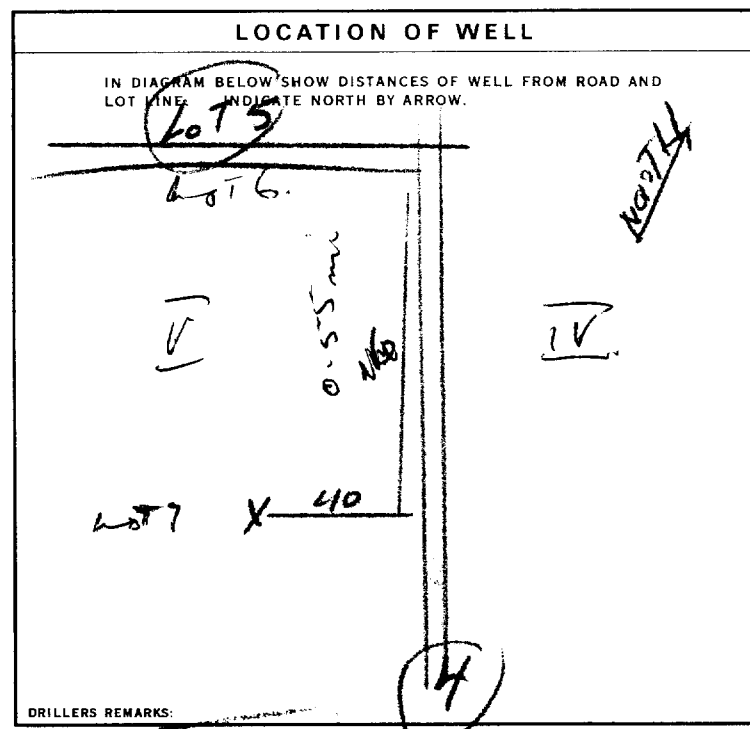 LOCATION OF WELL
IN DIAGRAM BELOW SHOW DISTANCES OF WELL FROM ROAD AND
LOT LINE. INDICATE NORTH BY ARROW.
LOT 5
NORTH
LOT 6.
0.55 mi
V
IV.
LOT 7
X 40
4
DRILLERS REMARKS: